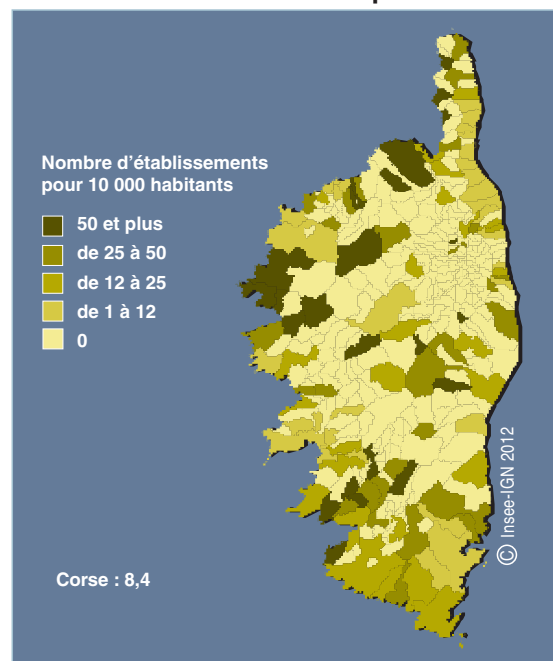 Nombre d'établissements
pour 10 000 habitants
50 et plus
de 25 à 50
de 12 à 25
de 1 à 12
0
© Insee-IGN 2012
Corse : 8,4